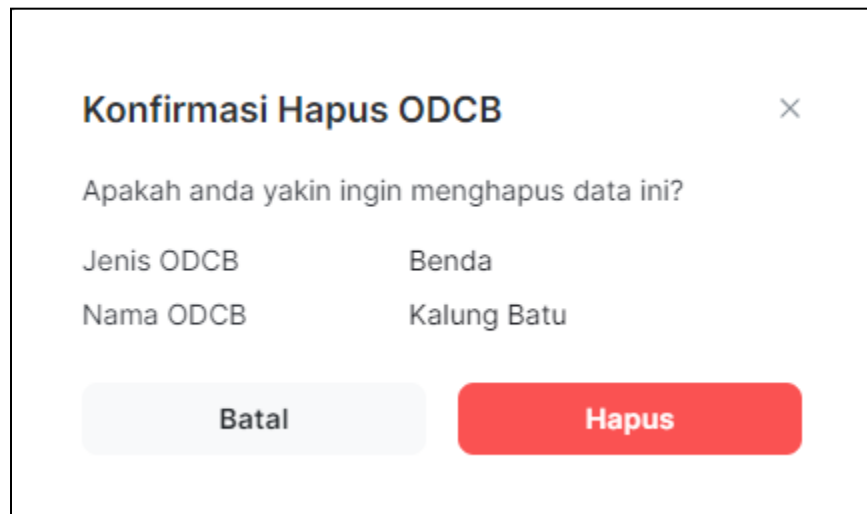 Konfirmasi Hapus ODCB
Apakah anda yakin ingin menghapus data ini?
Jenis ODCB Benda
Nama ODCB Kalung Batu
Batal Hapus